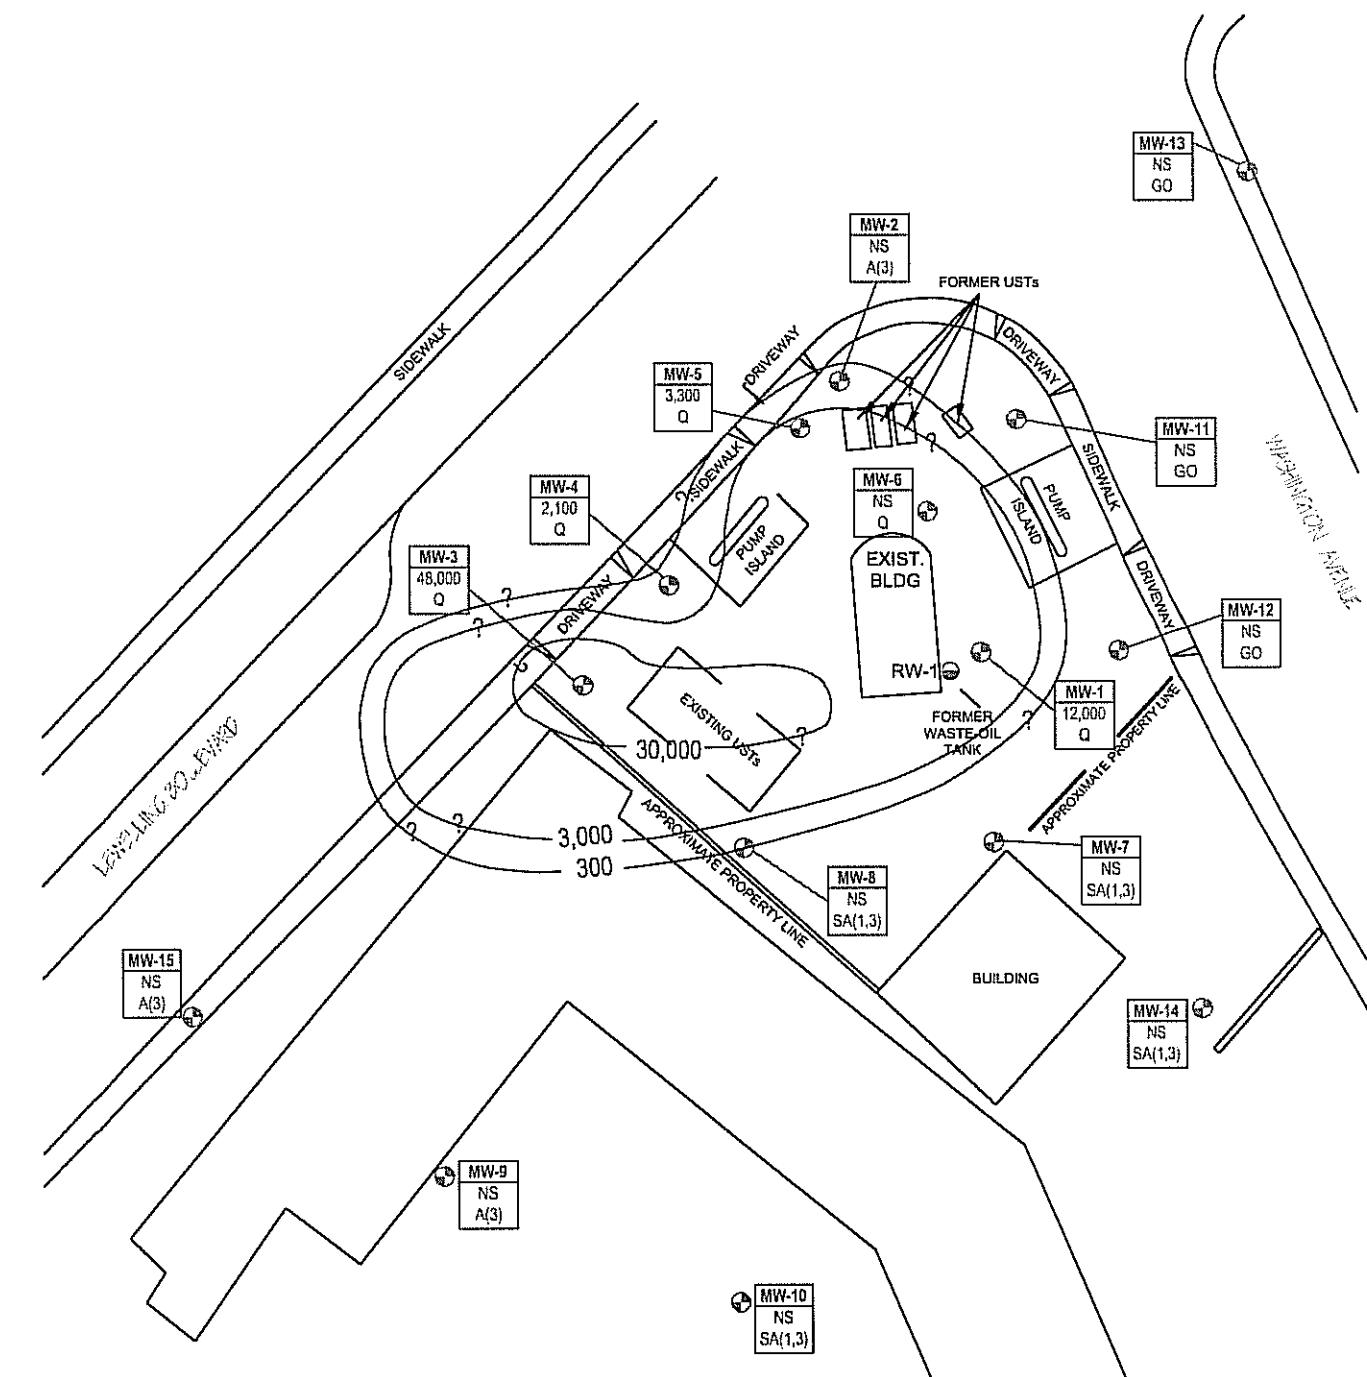 MW-13
NS
GO
MW-2
NS
A(3)
FORMER USTs
SIDEWALK
DRIVEWAY
DRIVEWAY
MW-5
3,300
Q
?
?
MW-11
NS
GO
WASHINGTON AVENUE
SIDEWALK
SIDEWALK
?
MW-4
2,100
Q
MW-6
NS
Q
PUMP
ISLAND
PUMP
ISLAND
MW-3
48,000
Q
EXIST.
BLDG
DRIVEWAY
DRIVEWAY
?
?
MW-12
NS
GO
?
RW-1
MW-1
12,000
Q
EXISTING USTs
FORMER
WASTE-OIL
TANK
?
?
30,000
APPROXIMATE PROPERTY LINE
?
?
3,000
300
APPROXIMATE PROPERTY LINE
MW-7
NS
SA(1,3)
MW-8
NS
SA(1,3)
MW-15
NS
A(3)
BUILDING
MW-14
NS
SA(1,3)
MW-9
NS
A(3)
MW-10
NS
SA(1,3)